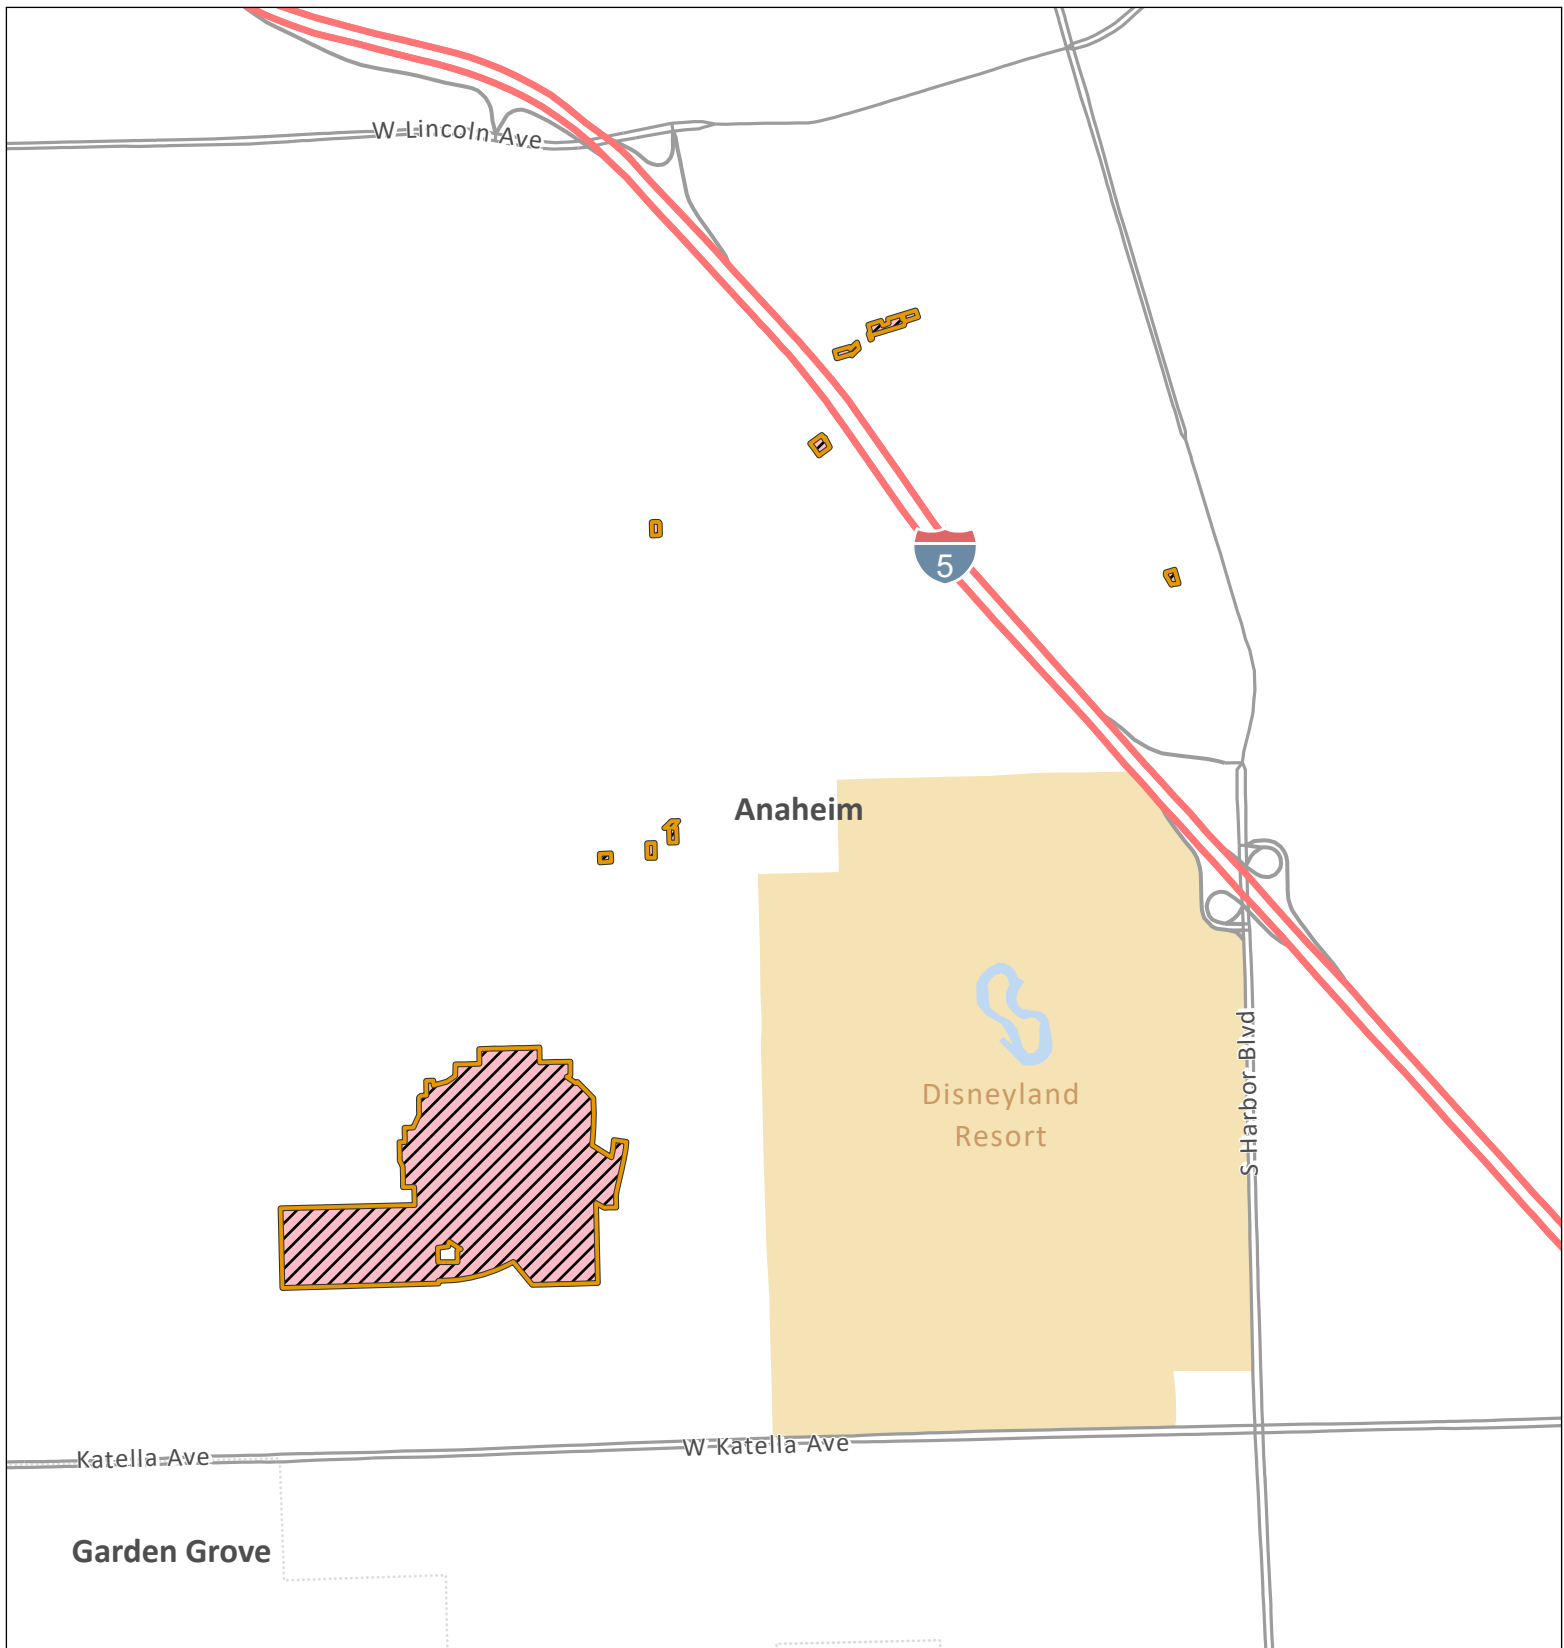 W Lincoln Ave
5
Anaheim
Disneyland
Resort
S Harbor Blvd
W Katella Ave
Katella Ave
Garden Grove